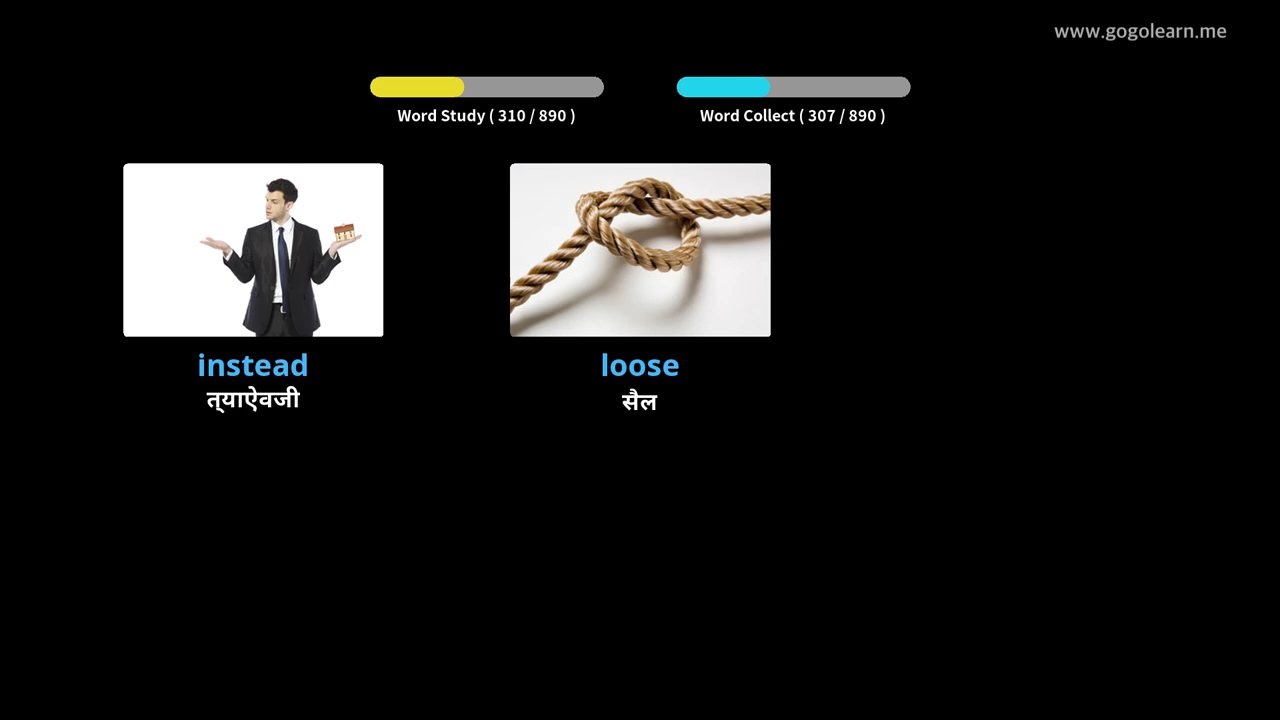 www.gogolearn.me
Word Study ( 310 / 890 )
Word Collect ( 307 / 890 )
instead
त्याऐवजी
loose
सैल